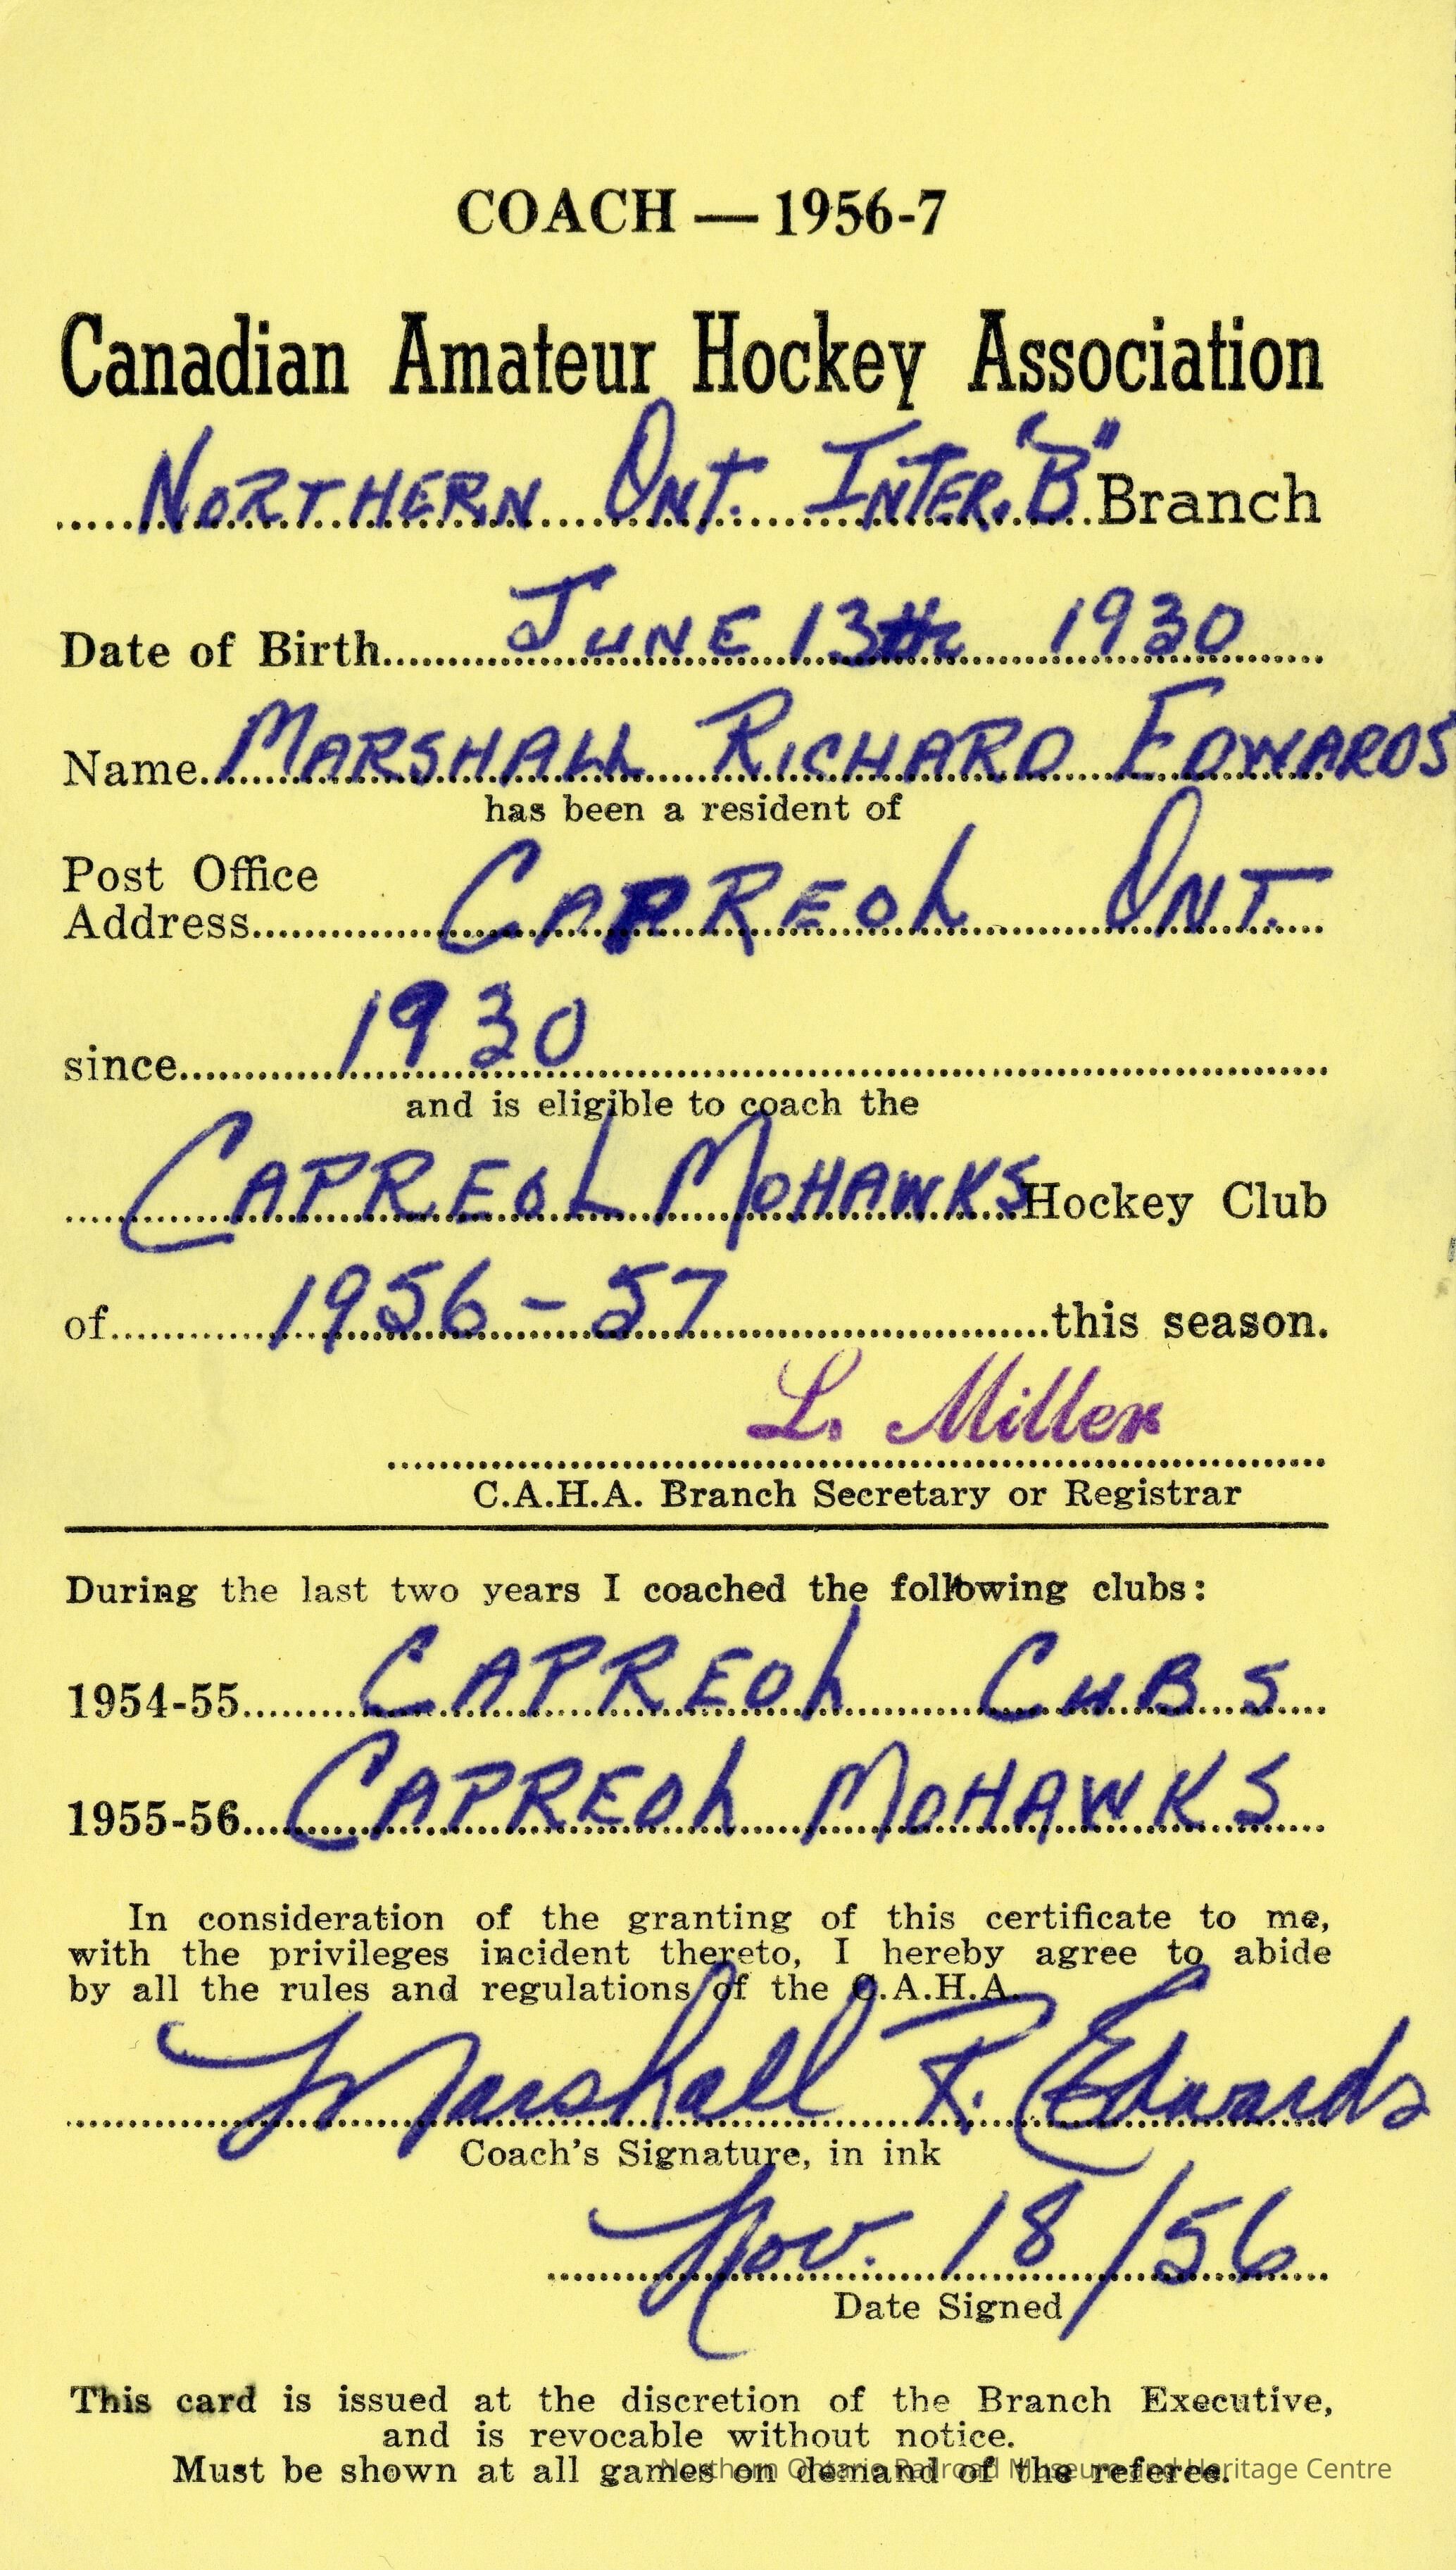 COACH — 1956-7
Canadian Amateur Hockey Association
NORTHERN ONT. INTER. "B" Branch
Date of Birth JUNE 13th 1930
Name MARSHALL RICHARD EDWARDS
has been a resident of
Post Office
Address CAPREOL ONT.
since 1930
and is eligible to coach the
CAPREOL MOHAWKS Hockey Club
of 1956-57 this season.
L. Miller
C.A.H.A. Branch Secretary or Registrar
During the last two years I coached the following clubs:
1954-55 CAPREOL CUBS
1955-56 CAPREOL MOHAWKS
In consideration of the granting of this certificate to me,
with the privileges incident thereto, I hereby agree to abide
by all the rules and regulations of the C.A.H.A.
Marshall R. Edwards
Coach's Signature, in ink
Nov. 18/56
Date Signed
This card is issued at the discretion of the Branch Executive,
and is revocable without notice.
Must be shown at all games on demand of the referee.
Northern Ontario Railroad Museum and Heritage Centre